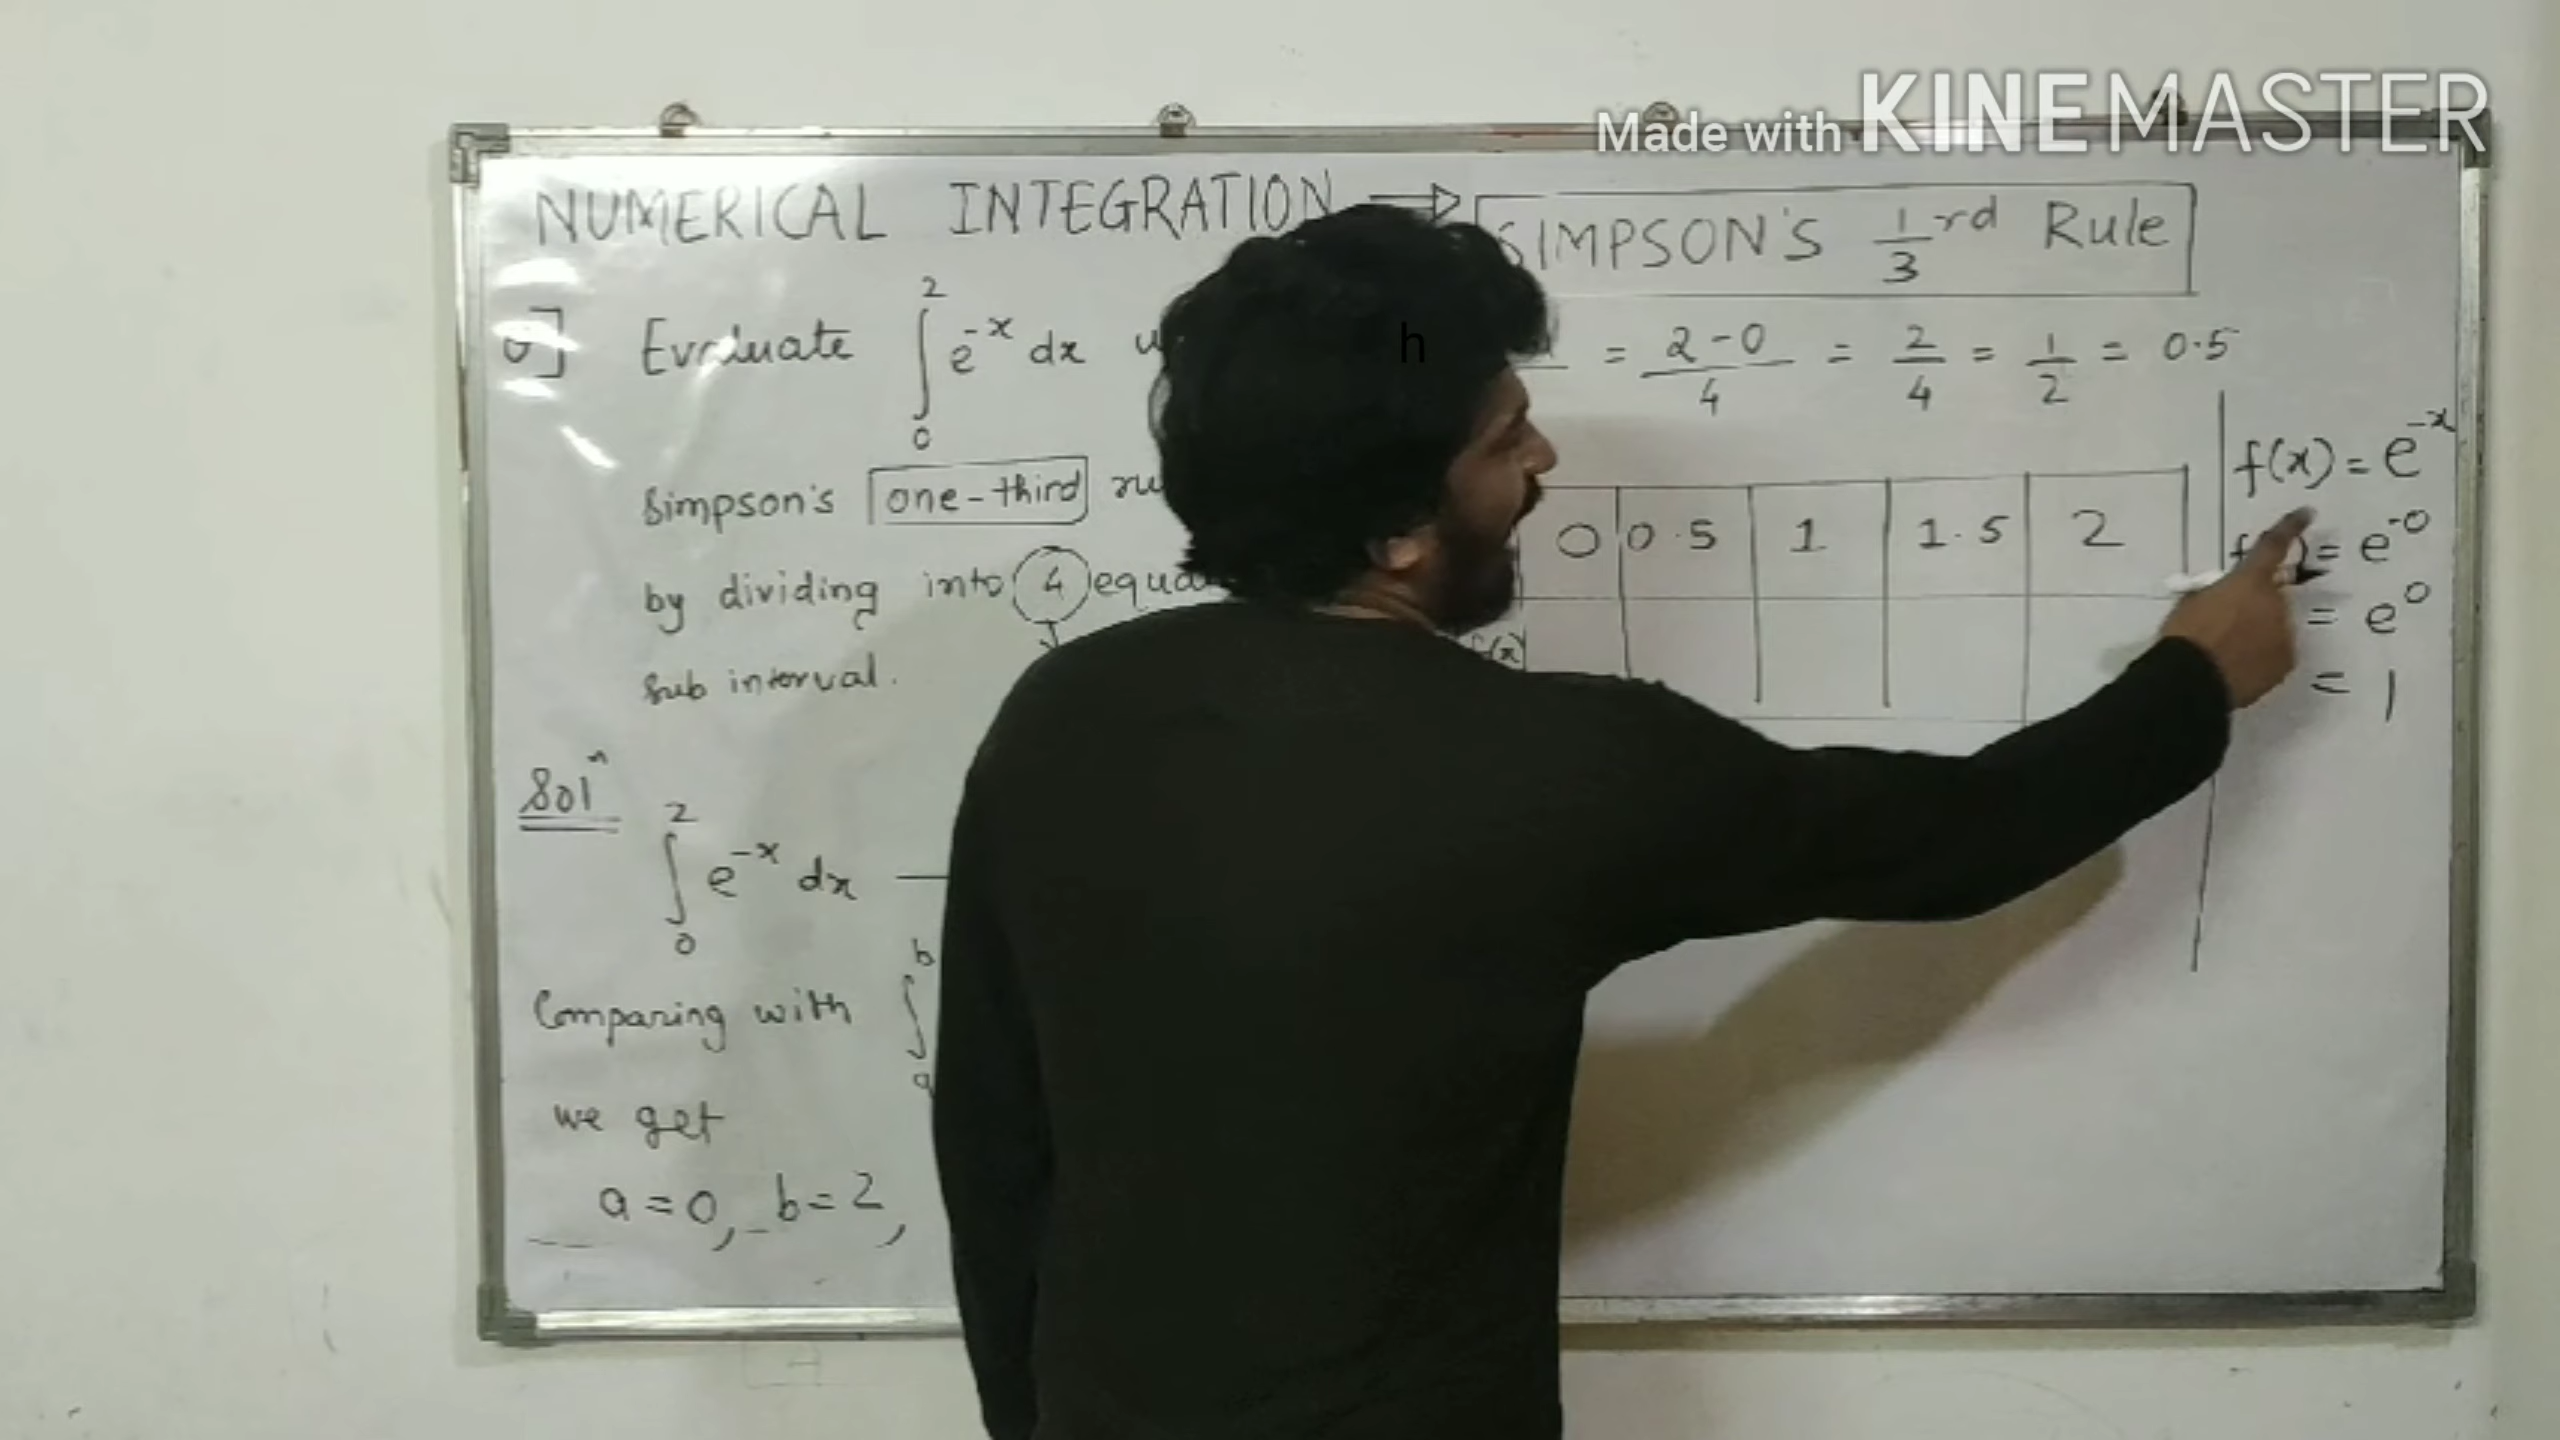 Made with KINEMASTER
NUMERICAL INTEGRATION → SIMPSON'S 1/3 rd Rule
Q] Evaluate ∫₀² e^-x dx
h = 2-0/4 = 2/4 = 1/2 = 0.5
Simpson's one-third
by dividing into 4
sub interval.
0 0.5 1 1.5 2
f(x)
f(x) = e^-x
= e^-0
= e^0
= 1
Solⁿ
∫₀² e^-x dx
Comparing with ∫ₐᵇ
we get
a = 0, b = 2,